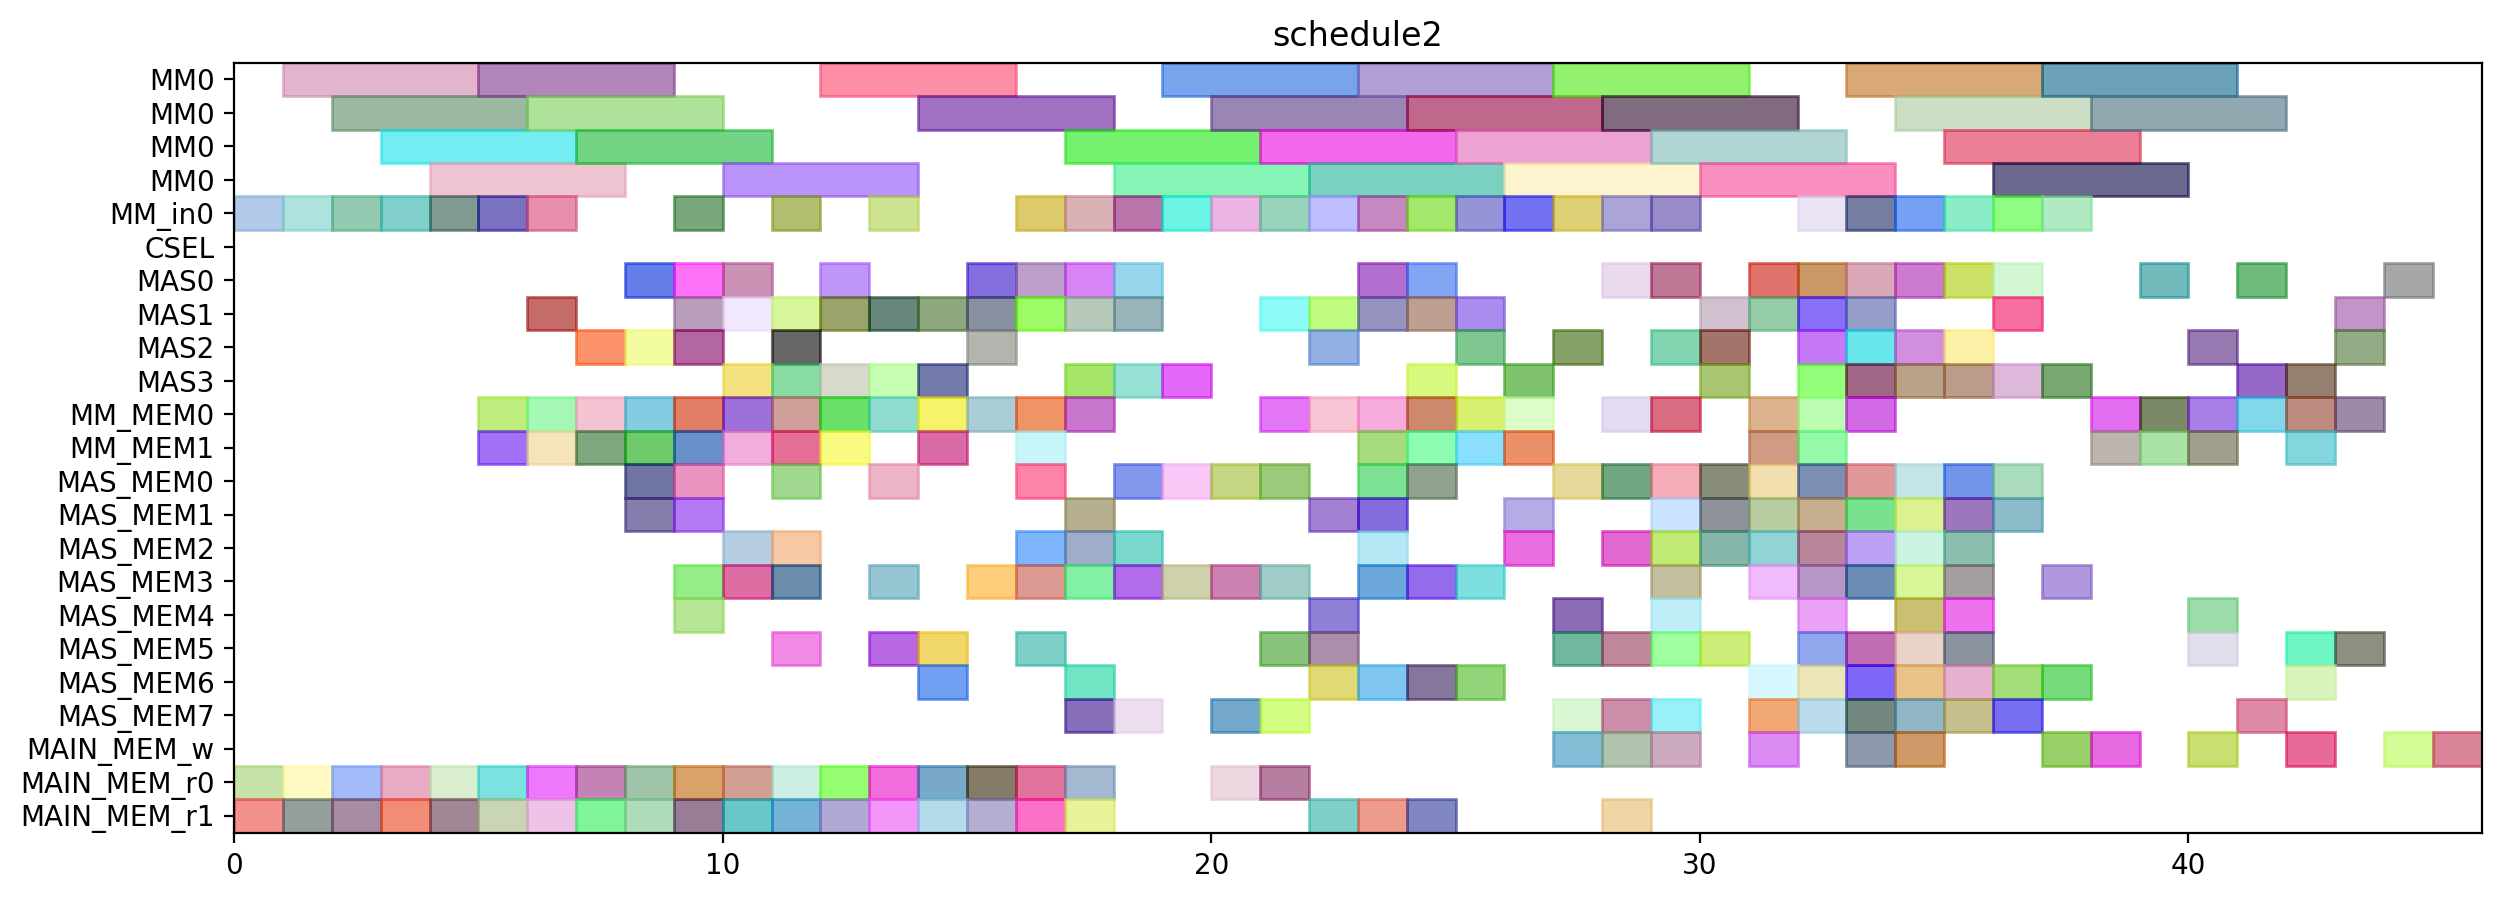 schedule2
MM0
MM0
MM0
MM0
MM_in0
CSEL
MAS0
MAS1
MAS2
MAS3
MM_MEM0
MM_MEM1
MAS_MEM0
MAS_MEM1
MAS_MEM2
MAS_MEM3
MAS_MEM4
MAS_MEM5
MAS_MEM6
MAS_MEM7
MAIN_MEM_w
MAIN_MEM_r0
MAIN_MEM_r1
0 10 20 30 40